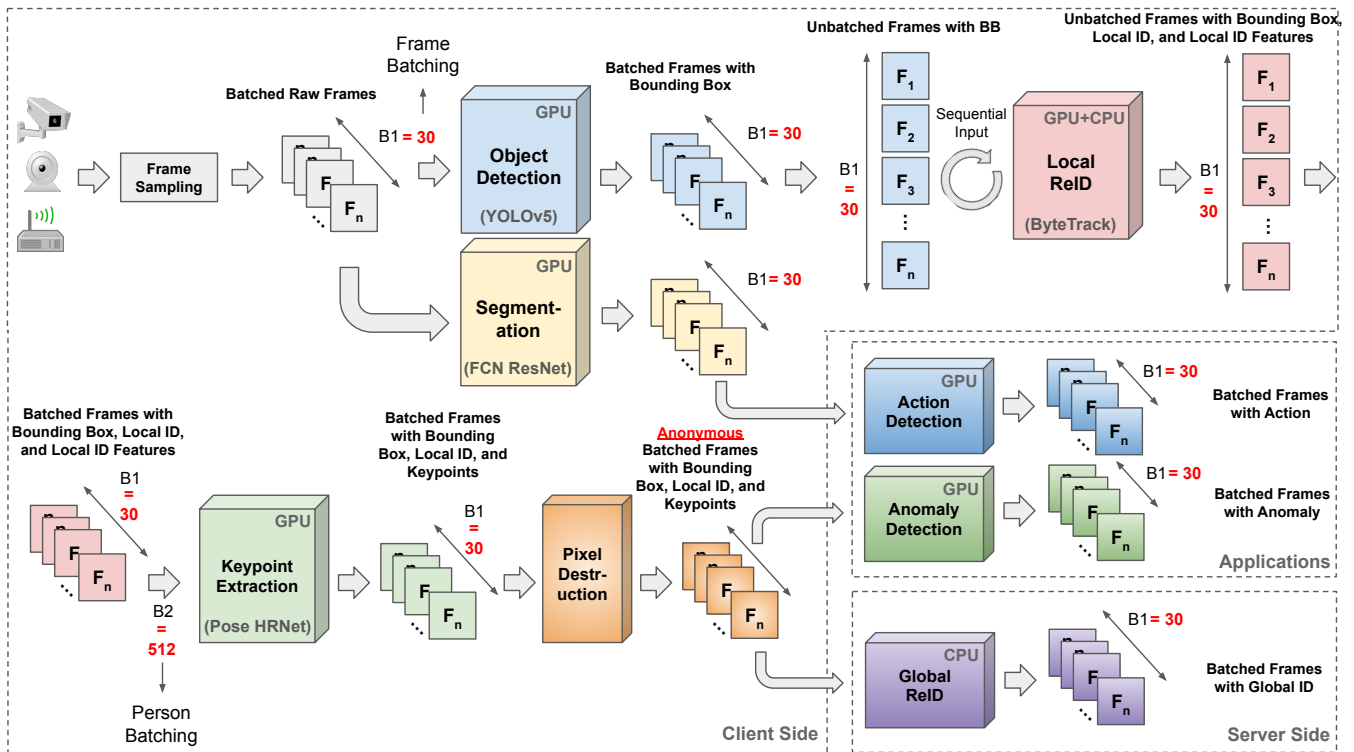 Frame
Batching
Batched Raw Frames
B1 = 30
Frame
Sampling
n
F
F
n
...
GPU
Object
Detection
(YOLOv5)
Batched Frames with
Bounding Box
B1 = 30
n
F
F
n
...
Unbatched Frames with BB
B1
=
30
F1
F2
F3
...
Fn
Sequential
Input
GPU+CPU
Local
ReID
(ByteTrack)
Unbatched Frames with Bounding Box,
Local ID, and Local ID Features
B1
=
30
F1
F2
F3
...
Fn
GPU
Segment-
ation
(FCN ResNet)
B1 = 30
n
F
Fn
...
Batched Frames with
Bounding Box, Local ID,
and Local ID Features
B1
=
30
n
F
Fn
...
B2
=
512
Person
Batching
GPU
Keypoint
Extraction
(Pose HRNet)
Batched Frames
with Bounding
Box, Local ID, and
Keypoints
B1
=
30
n
F
Fn
...
Pixel
Destr-
uction
Anonymous
Batched Frames
with Bounding
Box, Local ID, and
Keypoints
n
F
Fn
...
Client Side
GPU
Action
Detection
B1 = 30
n
F
Fn
...
Batched Frames
with Action
GPU
Anomaly
Detection
B1 = 30
n
F
Fn
...
Batched Frames
with Anomaly
Applications
CPU
Global
ReID
B1 = 30
n
F
Fn
...
Batched Frames
with Global ID
Server Side